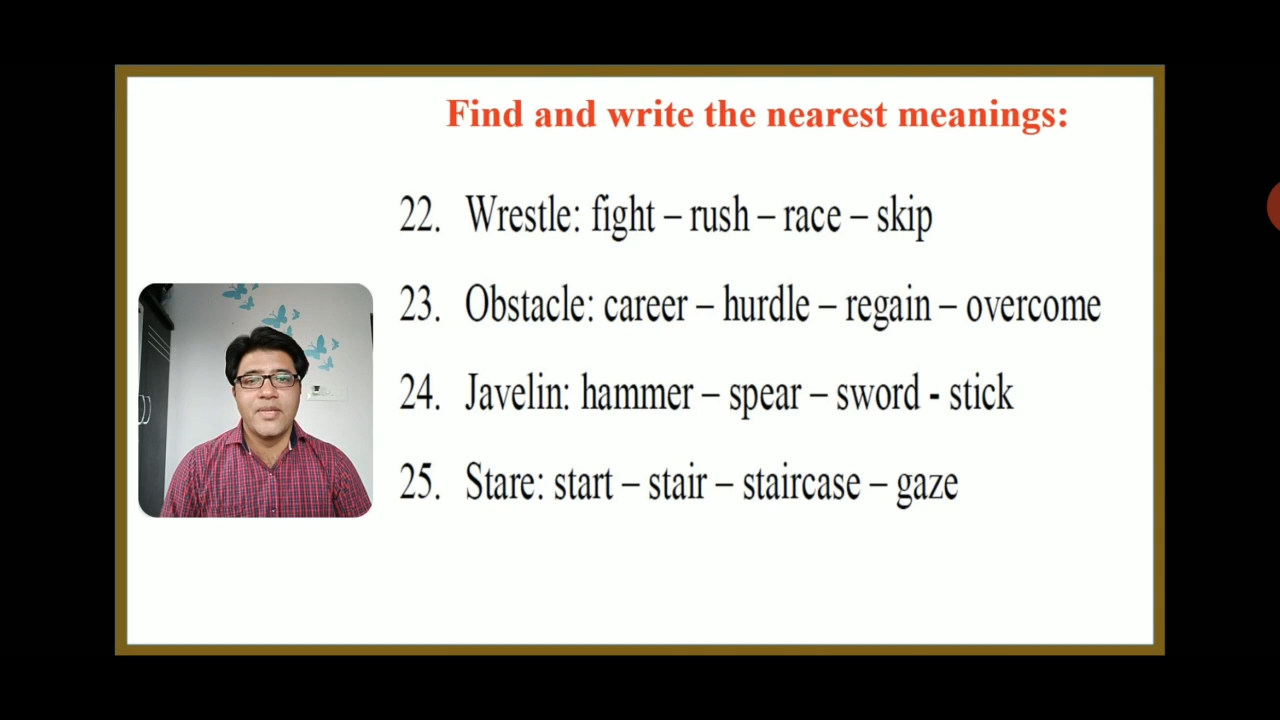 Find and write the nearest meanings:
22. Wrestle: fight – rush – race – skip
23. Obstacle: career – hurdle – regain – overcome
24. Javelin: hammer – spear – sword - stick
25. Stare: start – stair – staircase – gaze